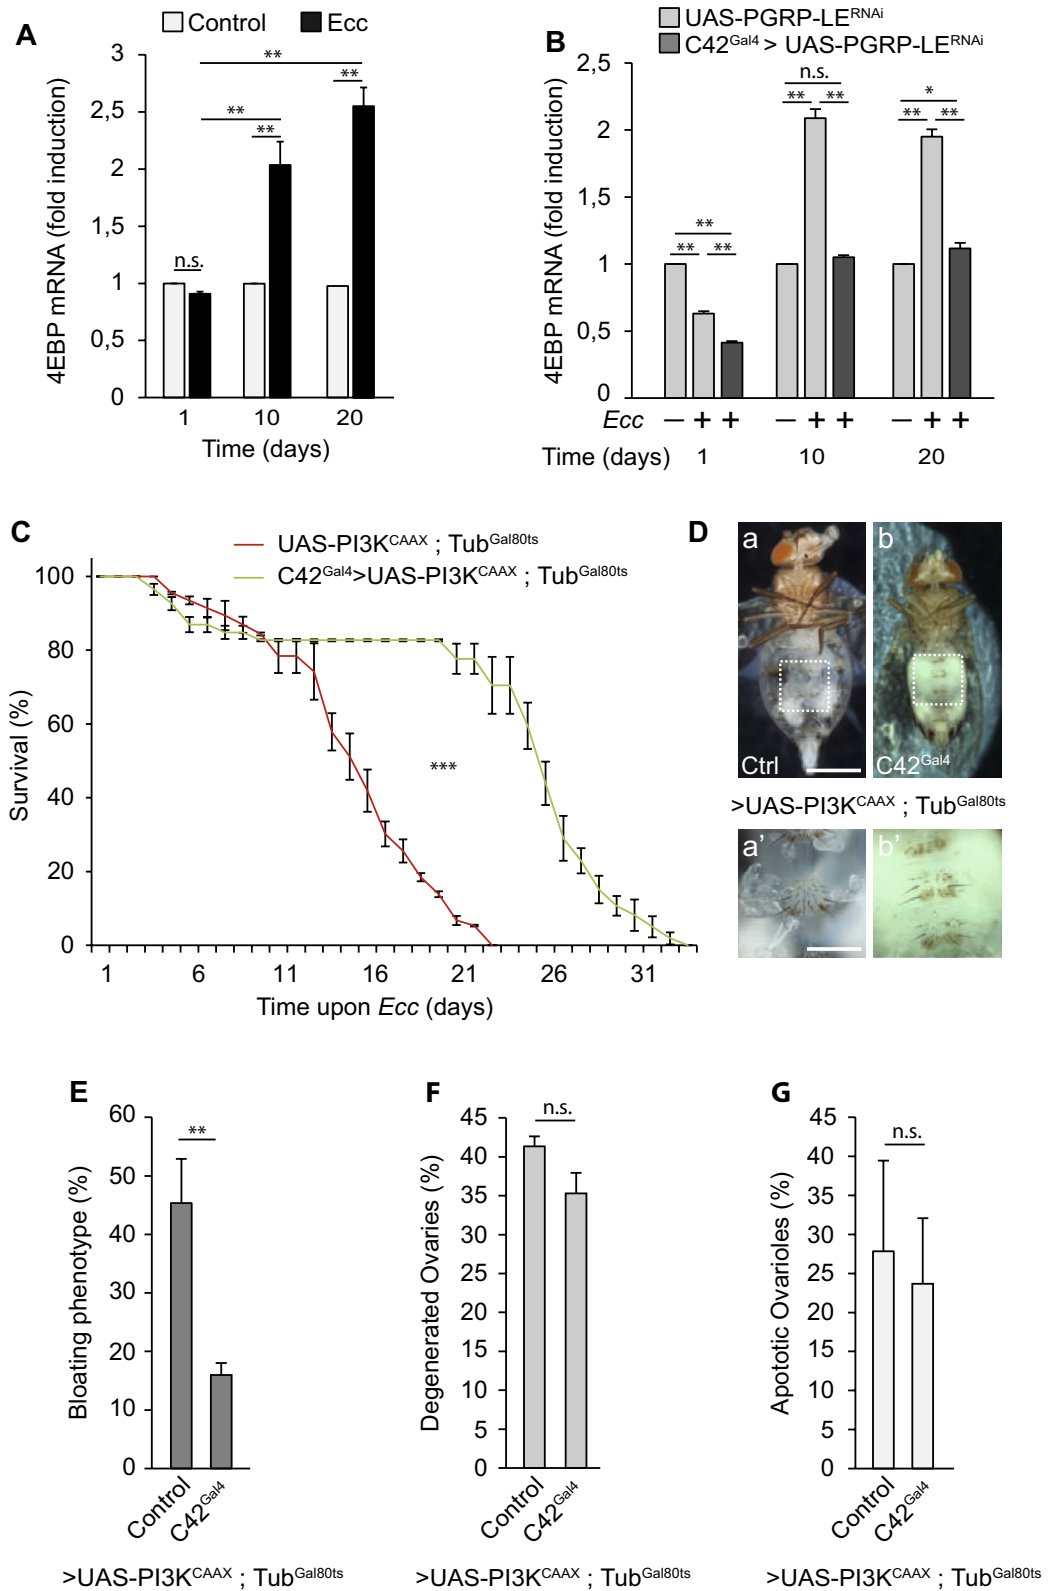 A
Control Ecc
4EBP mRNA (fold induction)
3
2,5
2
1,5
1
0,5
0
n.s.
**
**
**
**
1 10 20
Time (days)
B
UAS-PGRP-LE^RNAi
C42^Gal4 > UAS-PGRP-LE^RNAi
4EBP mRNA (fold induction)
2,5
2
1,5
1
0,5
0
**
** **
n.s.
** **
*
** **
Ecc — + + — + + — + +
Time (days) 1 10 20
C
UAS-PI3K^CAAX ; Tub^Gal80ts
C42^Gal4>UAS-PI3K^CAAX ; Tub^Gal80ts
Survival (%)
100
80
60
40
20
0
***
1 6 11 16 21 26 31
Time upon Ecc (days)
D
a b
Ctrl C42^Gal4
>UAS-PI3K^CAAX ; Tub^Gal80ts
a' b'
E
Bloating phenotype (%)
60
50
40
30
20
10
0
**
Control C42^Gal4
>UAS-PI3K^CAAX ; Tub^Gal80ts
F
Degenerated Ovaries (%)
45
40
35
30
25
20
15
10
5
0
n.s.
Control C42^Gal4
>UAS-PI3K^CAAX ; Tub^Gal80ts
G
Apototic Ovarioles (%)
45
40
35
30
25
20
15
10
5
0
n.s.
Control C42^Gal4
>UAS-PI3K^CAAX ; Tub^Gal80ts